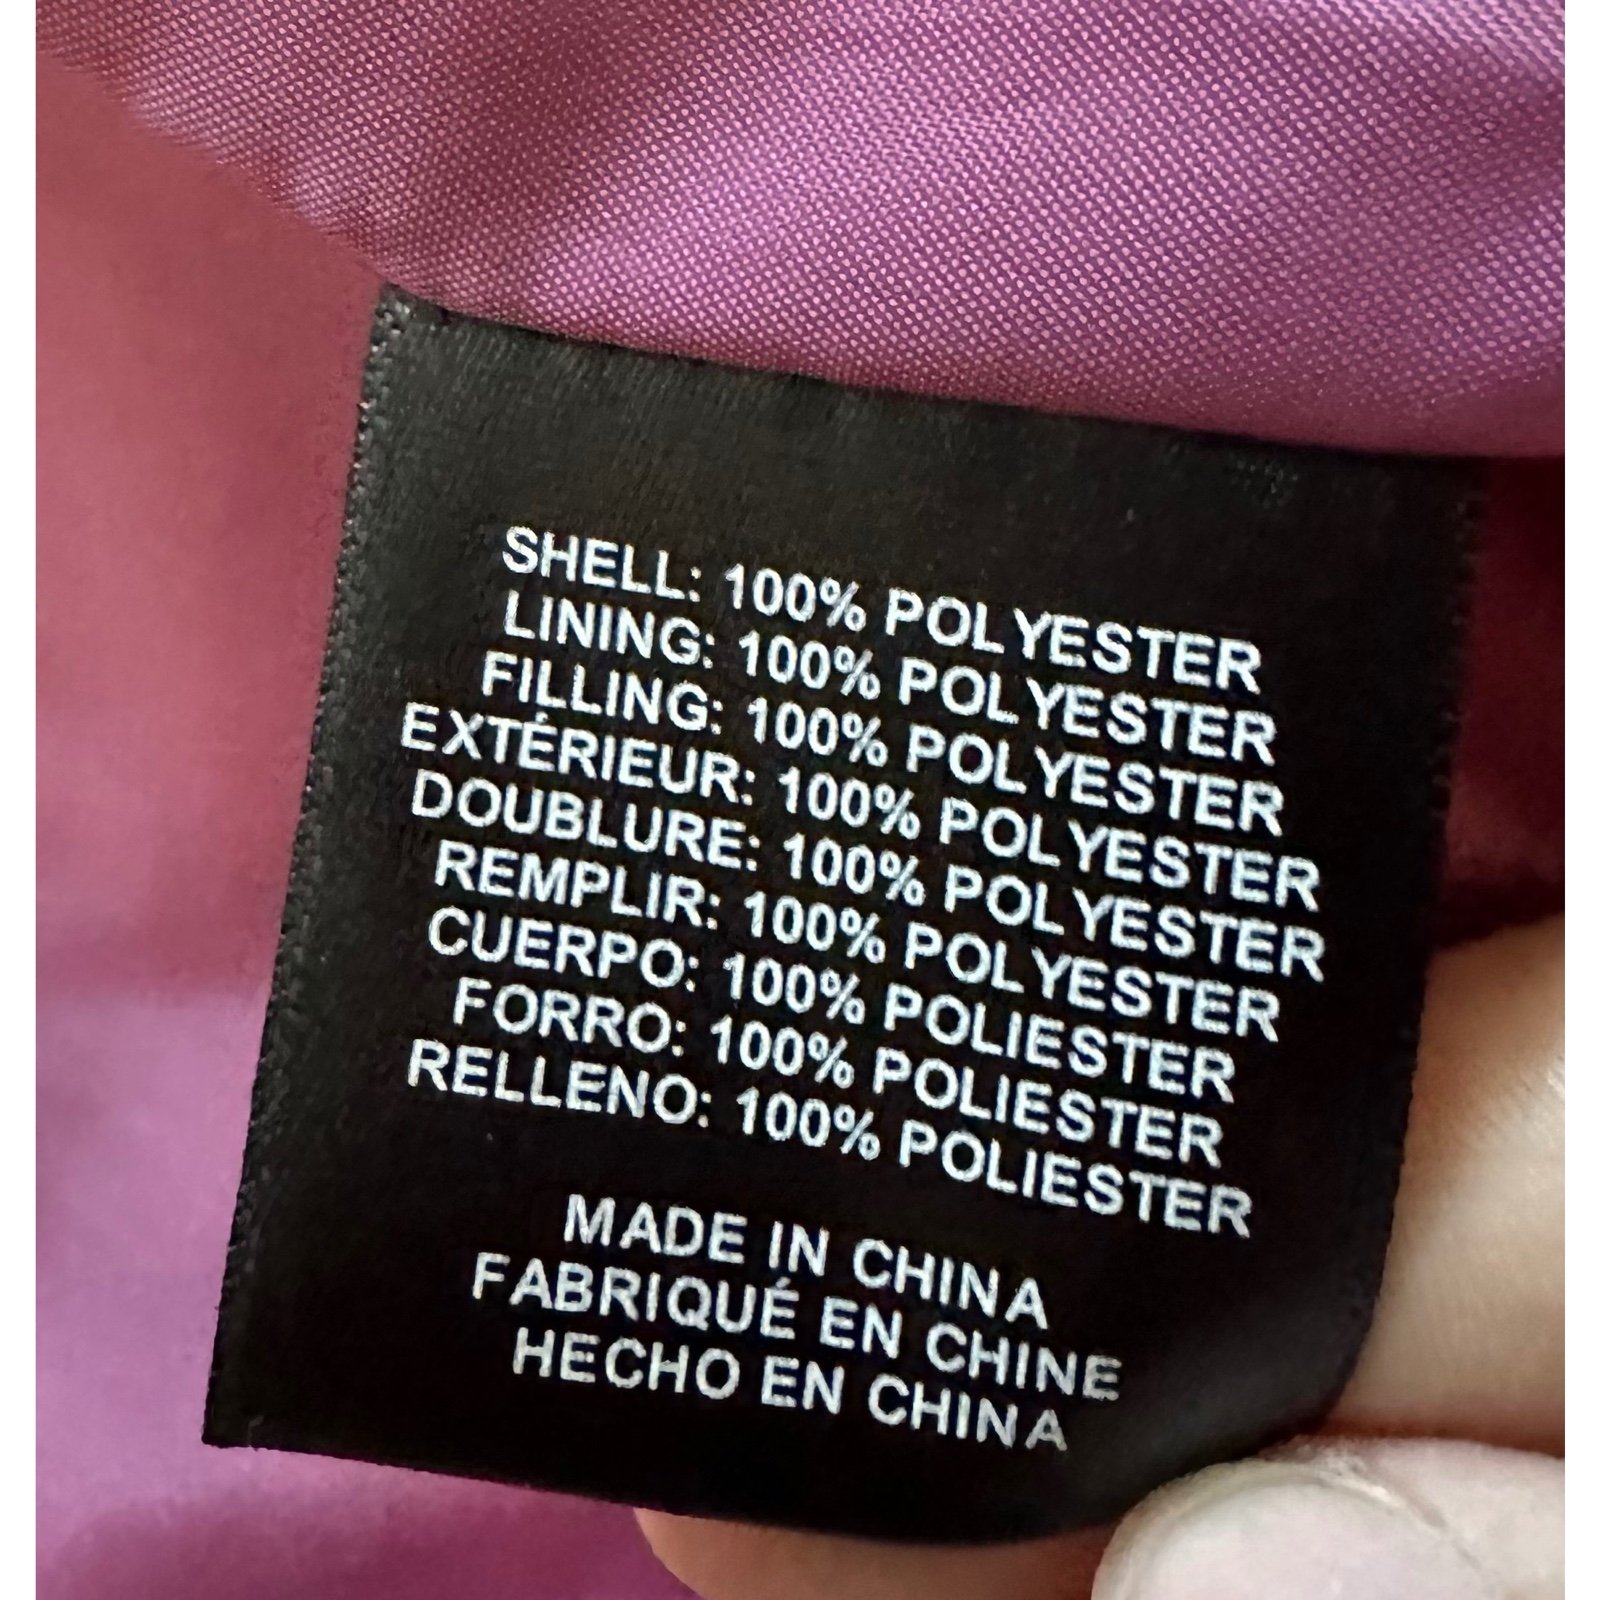 SHELL: 100% POLYESTER
LINING: 100% POLYESTER
FILLING: 100% POLYESTER
EXTÉRIEUR: 100% POLYESTER
DOUBLURE: 100% POLYESTER
REMPLIR: 100% POLYESTER
CUERPO: 100% POLIESTER
FORRO: 100% POLIESTER
RELLENO: 100% POLIESTER
MADE IN CHINA
FABRIQUÉ EN CHINE
HECHO EN CHINA